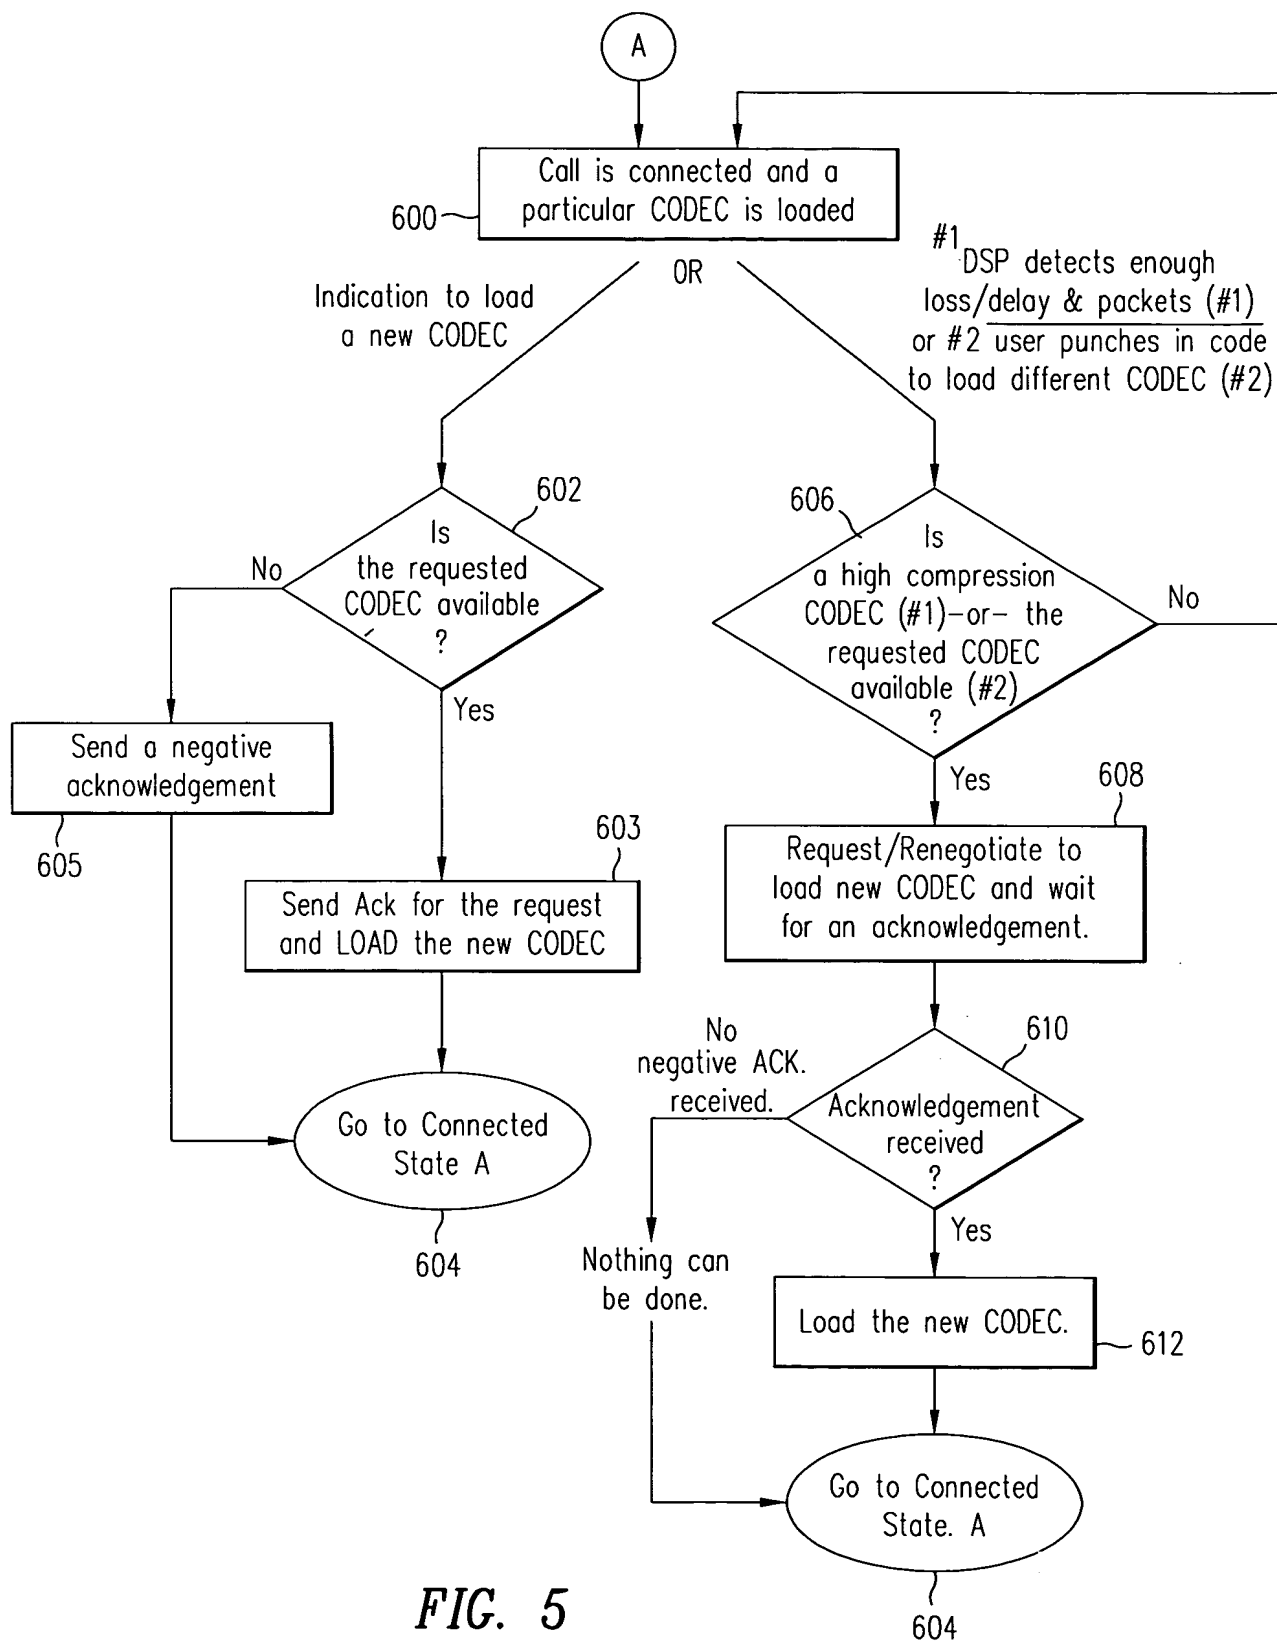 A
Call is connected and a
particular CODEC is loaded
600
OR
Indication to load
a new CODEC
#1
DSP detects enough
loss/delay & packets (#1)
or #2 user punches in code
to load different CODEC (#2)
602
Is
the requested
CODEC available
?
No
Yes
606
Is
a high compression
CODEC (#1)-or- the
requested CODEC
available (#2)
?
No
Yes
Send a negative
acknowledgement
605
603
Send Ack for the request
and LOAD the new CODEC
608
Request/Renegotiate to
load new CODEC and wait
for an acknowledgement.
Go to Connected
State A
604
No
negative ACK.
received.
610
Acknowledgement
received
?
Yes
Nothing can
be done.
Load the new CODEC.
612
Go to Connected
State. A
604
FIG. 5